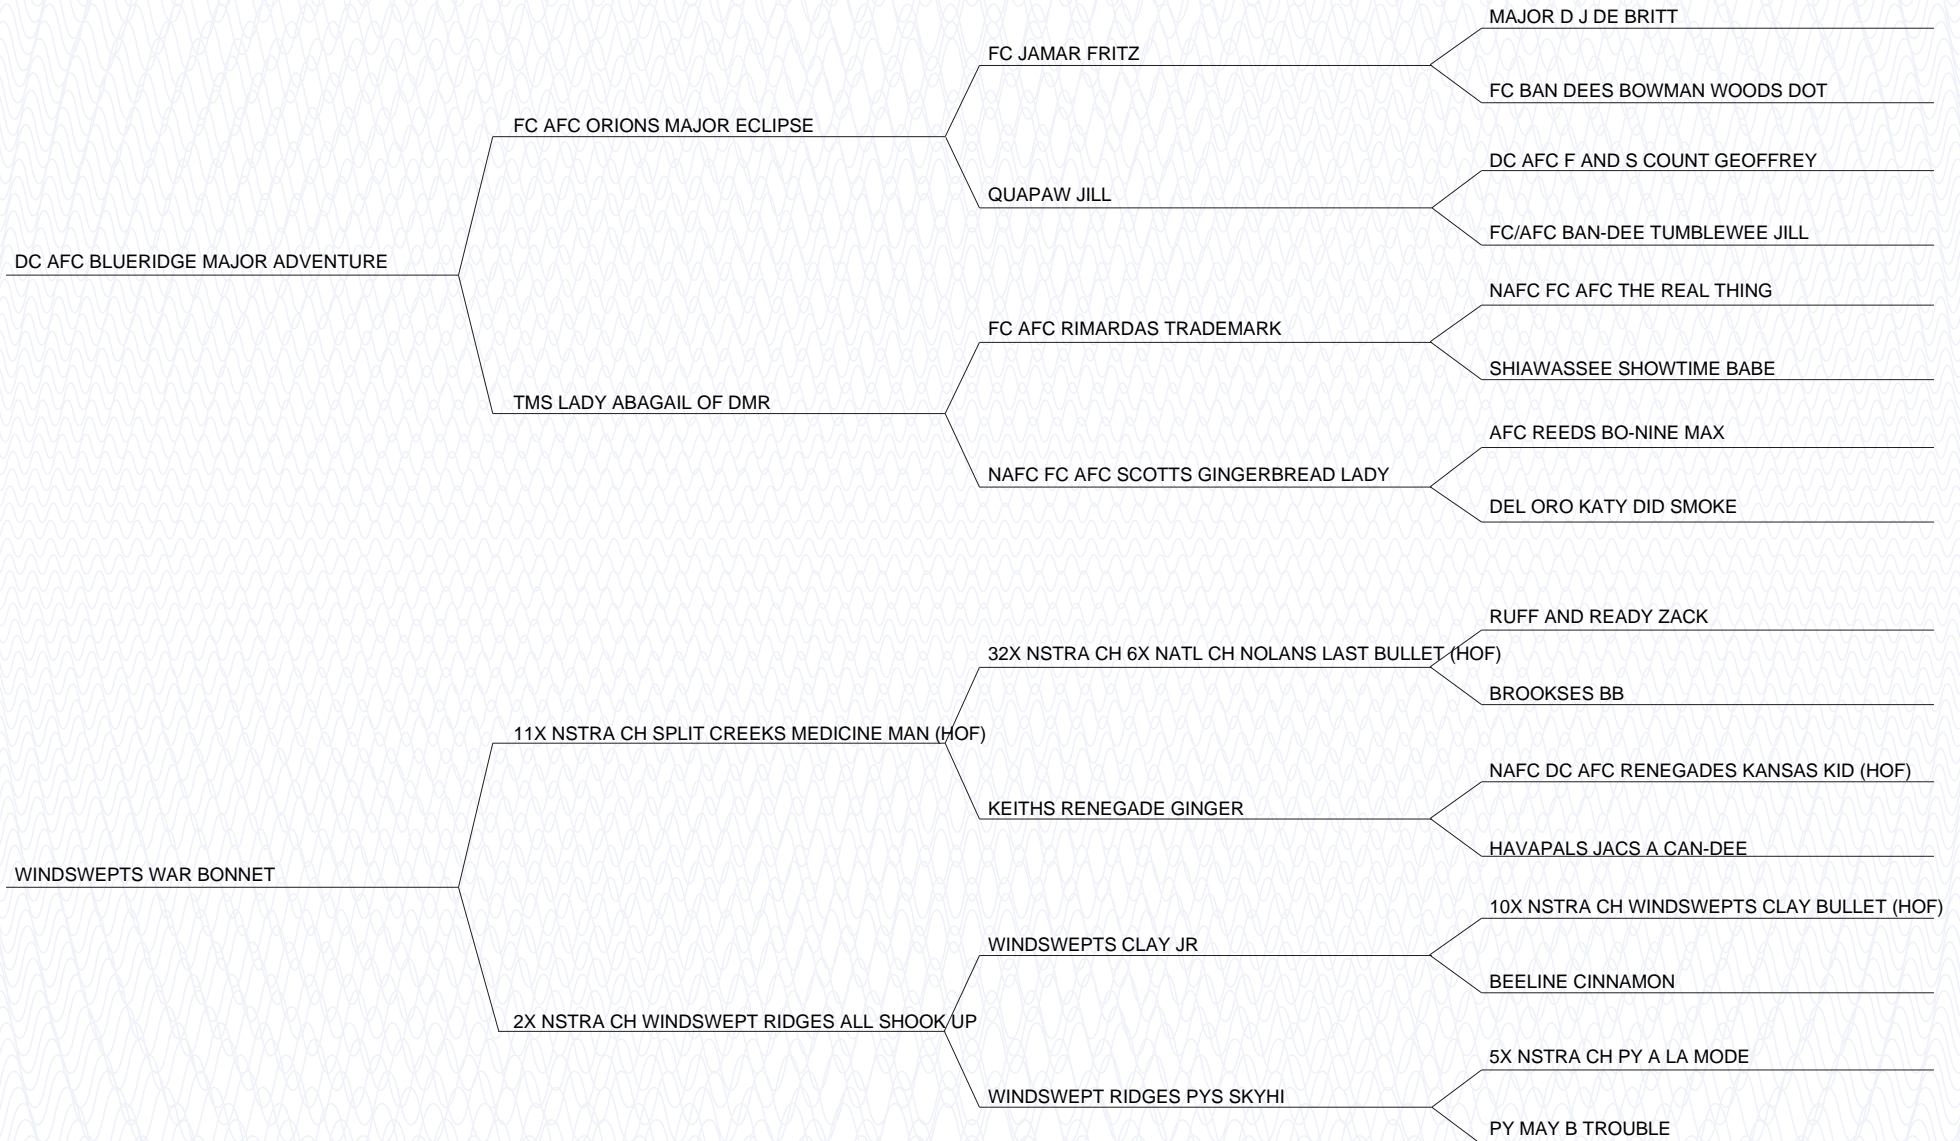 MAJOR D J DE BRITT
FC JAMAR FRITZ
FC BAN DEES BOWMAN WOODS DOT
FC AFC ORIONS MAJOR ECLIPSE
DC AFC F AND S COUNT GEOFFREY
QUAPAW JILL
FC/AFC BAN-DEE TUMBLEWEE JILL
DC AFC BLUERIDGE MAJOR ADVENTURE
NAFC FC AFC THE REAL THING
FC AFC RIMARDAS TRADEMARK
SHIAWASSEE SHOWTIME BABE
TMS LADY ABAGAIL OF DMR
AFC REEDS BO-NINE MAX
NAFC FC AFC SCOTTS GINGERBREAD LADY
DEL ORO KATY DID SMOKE
RUFF AND READY ZACK
32X NSTRA CH 6X NATL CH NOLANS LAST BULLET (HOF)
BROOKSES BB
11X NSTRA CH SPLIT CREEKS MEDICINE MAN (HOF)
NAFC DC AFC RENEGADES KANSAS KID (HOF)
KEITHS RENEGADE GINGER
HAVAPALS JACS A CAN-DEE
WINDSWEPTS WAR BONNET
10X NSTRA CH WINDSWEPTS CLAY BULLET (HOF)
WINDSWEPTS CLAY JR
BEELINE CINNAMON
2X NSTRA CH WINDSWEPT RIDGES ALL SHOOK UP
5X NSTRA CH PY A LA MODE
WINDSWEPT RIDGES PYS SKYHI
PY MAY B TROUBLE